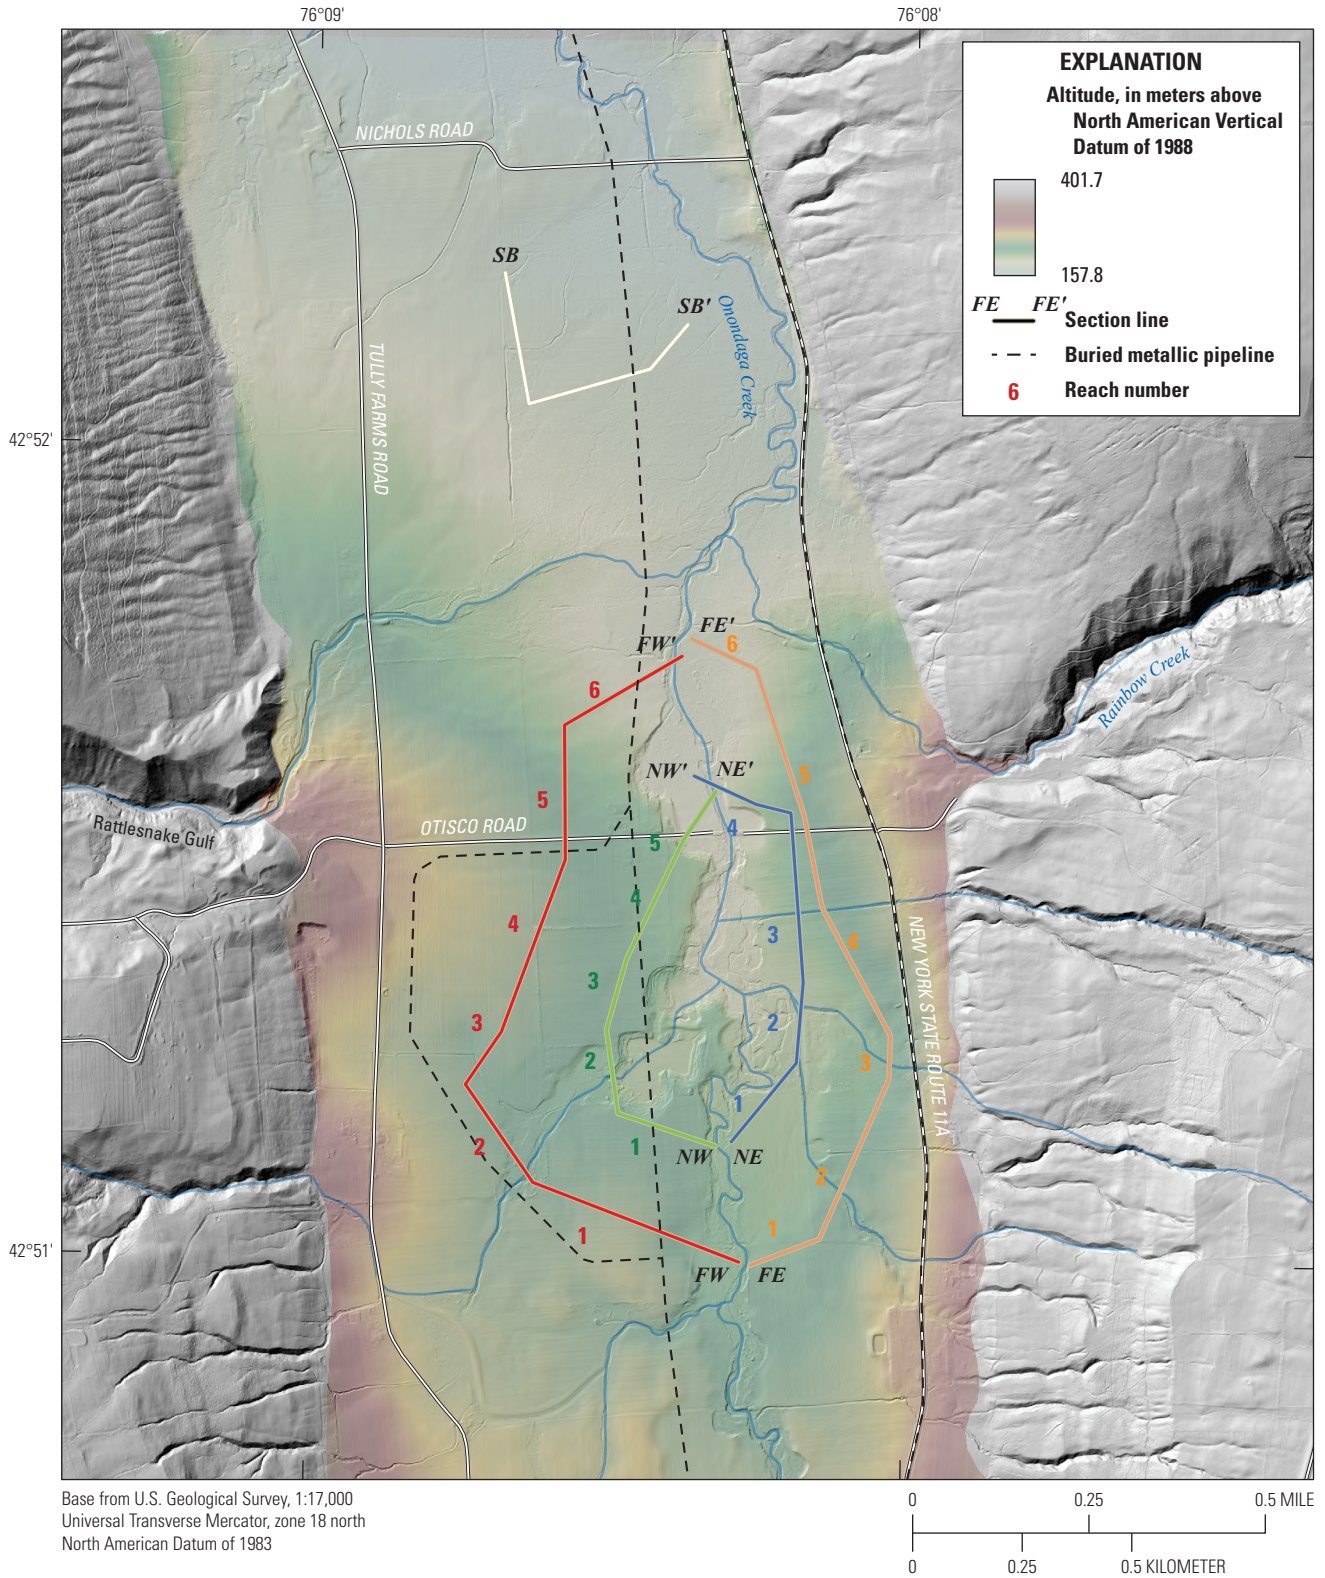 76°09'
76°08'
EXPLANATION
Altitude, in meters above
North American Vertical
Datum of 1988
401.7
157.8
FE FE'
Section line
Buried metallic pipeline
6 Reach number
NICHOLS ROAD
SB
SB'
Onondaga Creek
TULLY FARMS ROAD
42°52'
FE'
FW'
6
6
Rainbow Creek
NW'
NE'
5
5
Rattlesnake Gulf
OTISCO ROAD
4
5
4
4
3
4
NEW YORK STATE ROUTE 11A
3
3
2
2
3
1
2
1
NW
NE
2
1
1
42°51'
FW
FE
Base from U.S. Geological Survey, 1:17,000
Universal Transverse Mercator, zone 18 north
North American Datum of 1983
0 0.25 0.5 MILE
0 0.25 0.5 KILOMETER